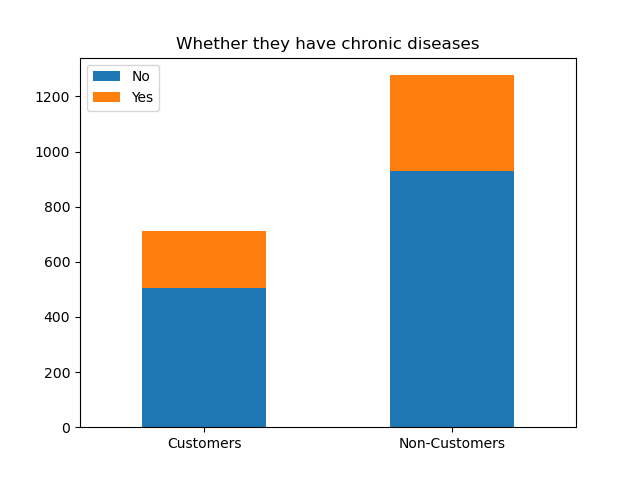 Whether they have chronic diseases
No
Yes
1200
1000
800
600
400
200
0
Customers
Non-Customers